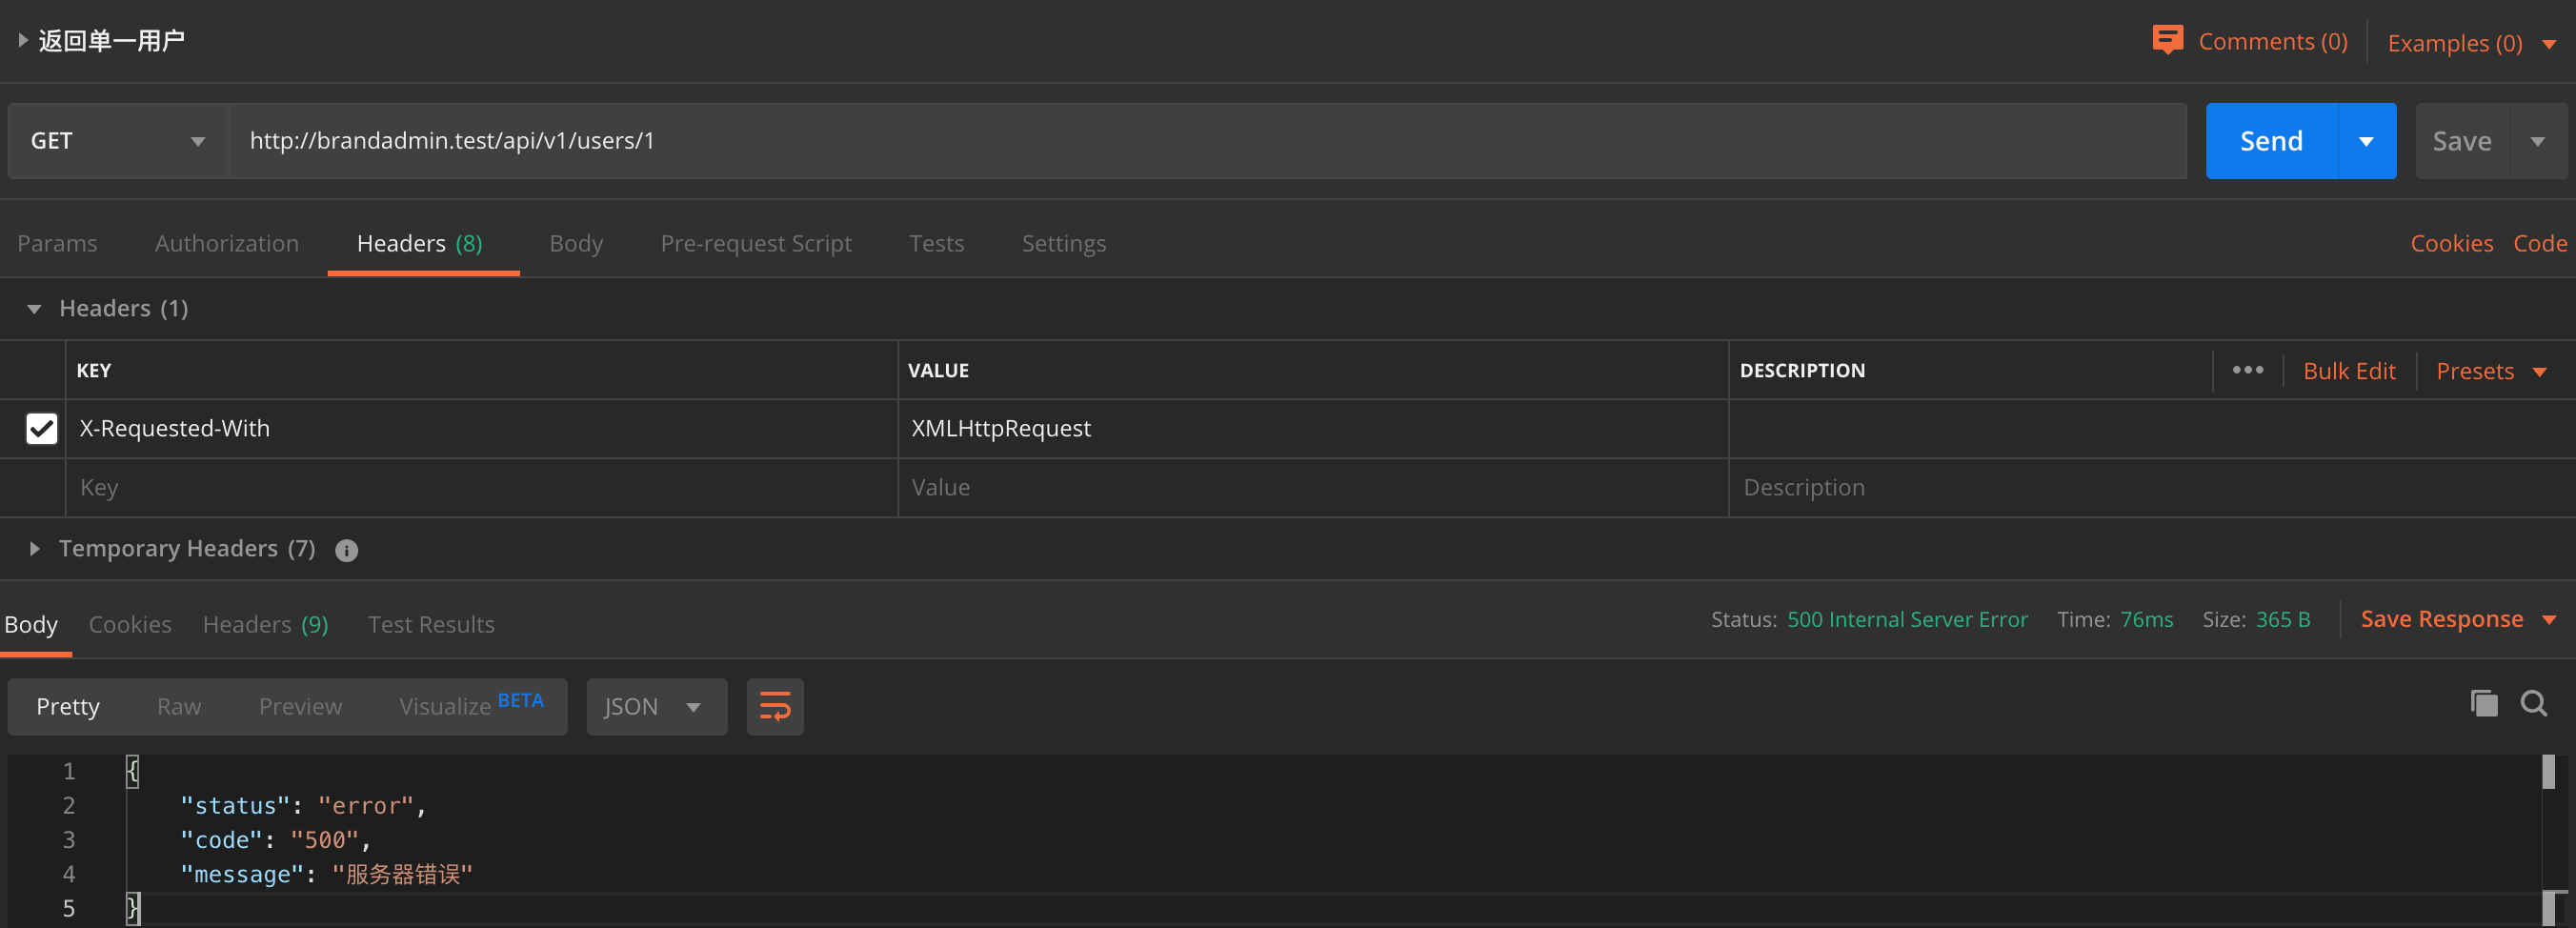 返回单一用户
Comments (0) Examples (0)
GET http://brandadmin.test/api/v1/users/1 Send Save
Params Authorization Headers (8) Body Pre-request Script Tests Settings Cookies Code
Headers (1)
KEY VALUE DESCRIPTION Bulk Edit Presets
X-Requested-With XMLHttpRequest
Key Value Description
Temporary Headers (7)
Body Cookies Headers (9) Test Results Status: 500 Internal Server Error Time: 76ms Size: 365 B Save Response
Pretty Raw Preview Visualize BETA JSON
1 {
2 "status": "error",
3 "code": "500",
4 "message": "服务器错误"
5 }